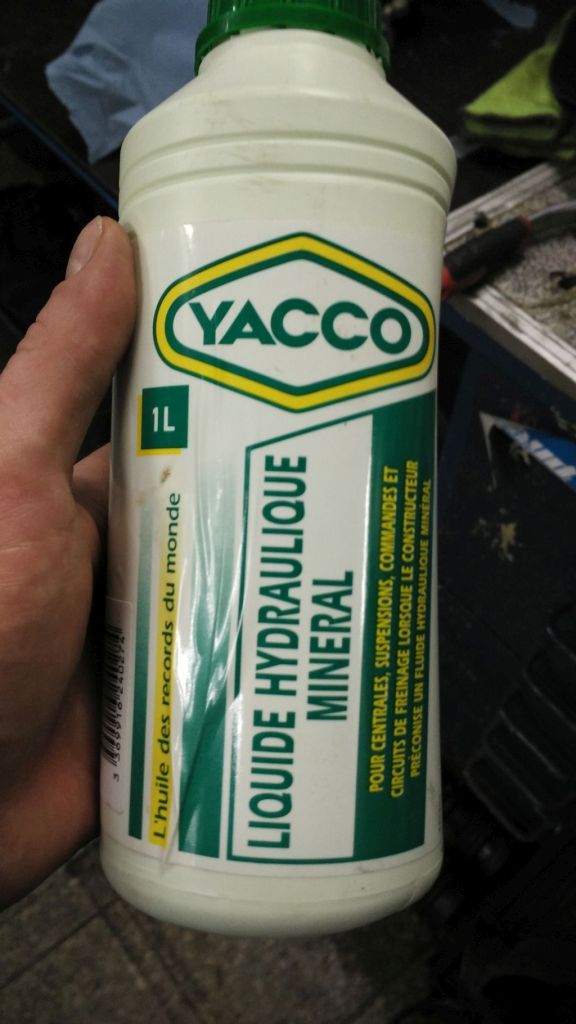 YACCO
1L
L'huile des records du monde
LIQUIDE HYDRAULIQUE
MINERAL
POUR CENTRALES, SUSPENSIONS, COMMANDES ET
CIRCUITS DE FREINAGE LORSQUE LE CONSTRUCTEUR
PRÉCONISE UN FLUIDE HYDRAULIQUE MINÉRAL